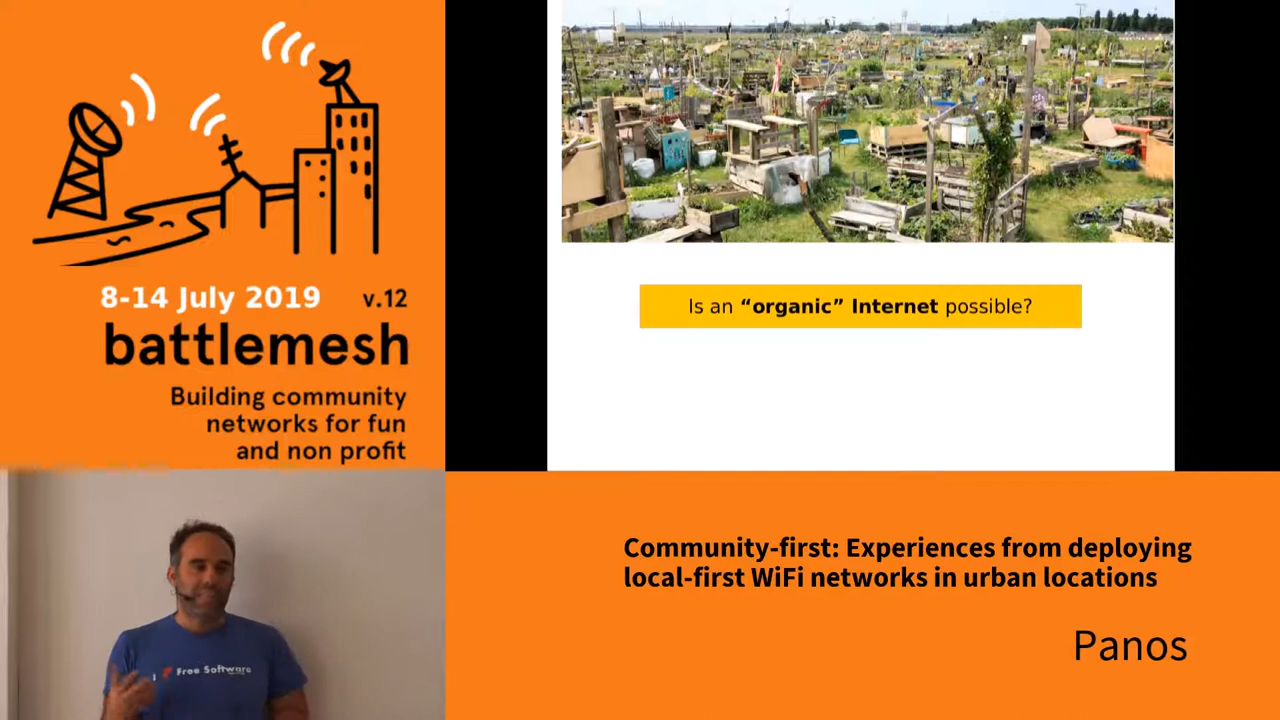 8-14 July 2019 v.12
battlemesh
Building community
networks for fun
and non profit
Is an “organic” Internet possible?
Community-first: Experiences from deploying
local-first WiFi networks in urban locations
Panos
I Free Software